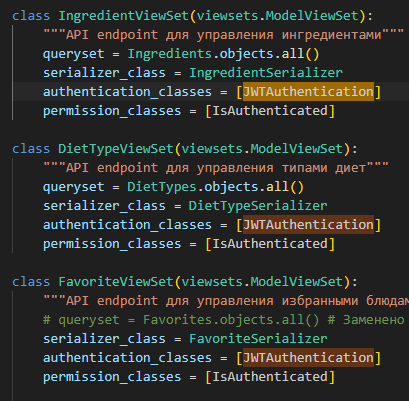 class IngredientViewSet(viewsets.ModelViewSet):
"""API endpoint для управления ингредиентами"""
queryset = Ingredients.objects.all()
serializer_class = IngredientSerializer
authentication_classes = [JWTAuthentication]
permission_classes = [IsAuthenticated]
class DietTypeViewSet(viewsets.ModelViewSet):
"""API endpoint для управления типами диет"""
queryset = DietTypes.objects.all()
serializer_class = DietTypeSerializer
authentication_classes = [JWTAuthentication]
permission_classes = [IsAuthenticated]
class FavoriteViewSet(viewsets.ModelViewSet):
"""API endpoint для управления избранными блюдам
# queryset = Favorites.objects.all() # Заменено
serializer_class = FavoriteSerializer
authentication_classes = [JWTAuthentication]
permission_classes = [IsAuthenticated]